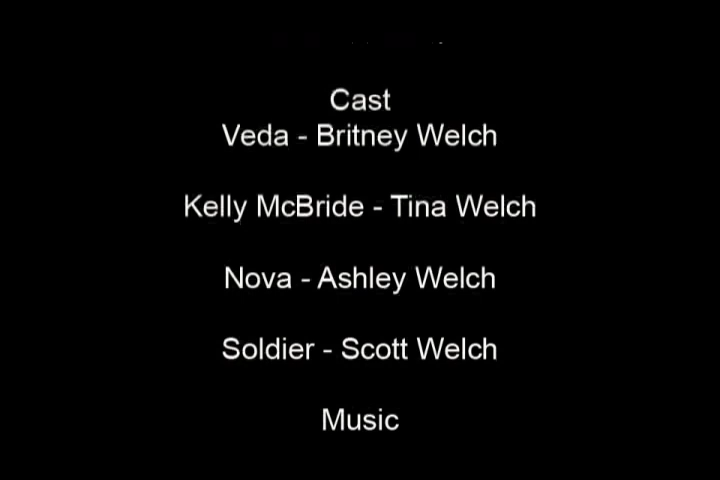 Cast
Veda - Britney Welch
Kelly McBride - Tina Welch
Nova - Ashley Welch
Soldier - Scott Welch
Music